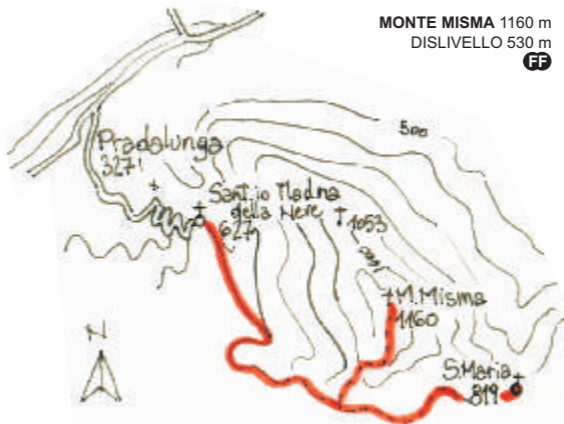 MONTE MISMA 1160 m
DISLIVELLO 530 m
FF
500
Pradalunga
327
Sant.io Madna
della Neve
627
1053
1000
M. Misma
1160
S. Maria
819
N